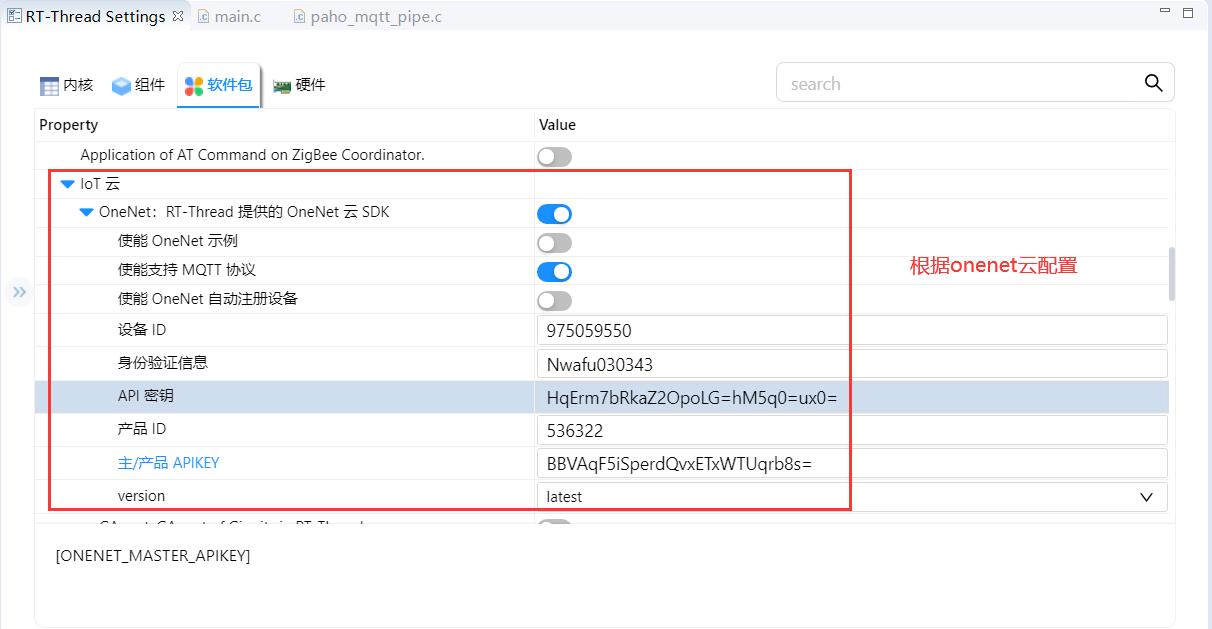 RT-Thread Settings main.c paho_mqtt_pipe.c
内核 组件 软件包 硬件 search
Property Value
Application of AT Command on ZigBee Coordinator.
IoT 云
OneNet：RT-Thread 提供的 OneNet 云 SDK
使能 OneNet 示例
使能支持 MQTT 协议
根据onenet云配置
使能 OneNet 自动注册设备
设备 ID 975059550
身份验证信息 Nwafu030343
API 密钥 HqErm7bRkaZ2OpoLG=hM5q0=ux0=
产品 ID 536322
主/产品 APIKEY BBVAqF5iSperdQvxETxWTUqrb8s=
version latest
[ONENET_MASTER_APIKEY]